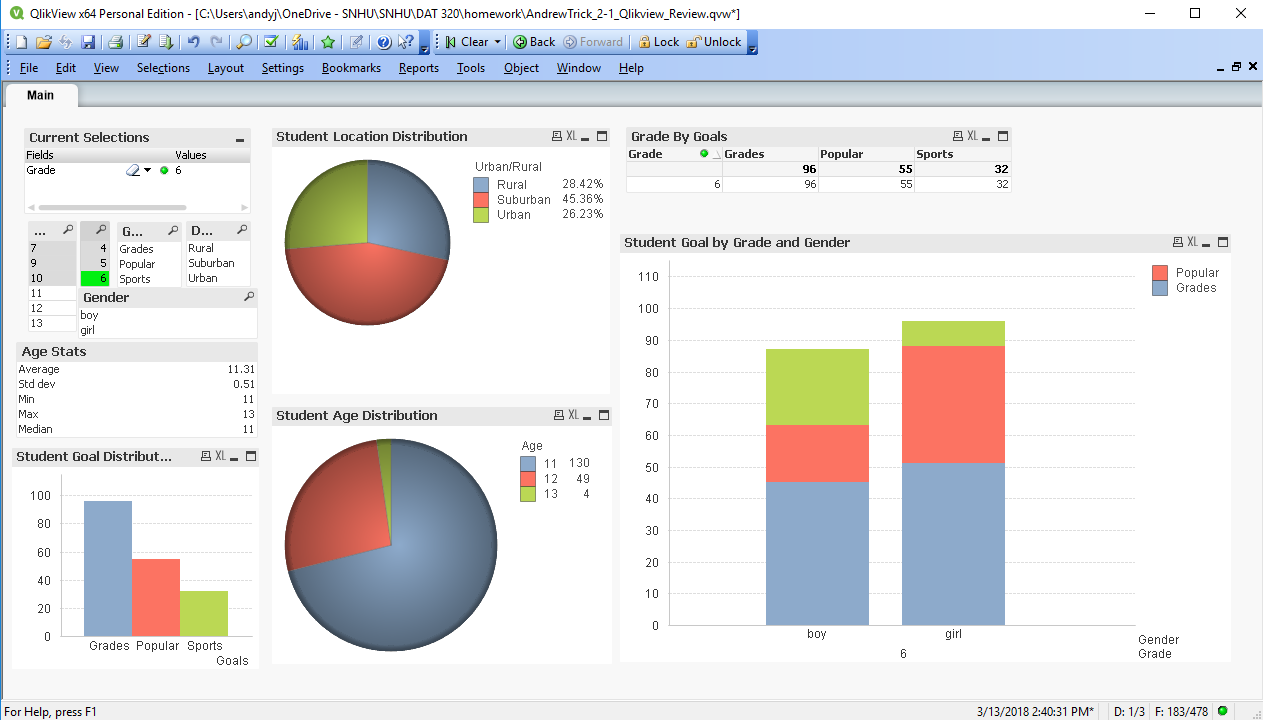 QlikView x64 Personal Edition - [C:\Users\andyj\OneDrive - SNHU\SNHU\DAT 320\homework\AndrewTrick_2-1_Qlikview_Review.qvw*]
Clear Back Forward Lock Unlock
File Edit View Selections Layout Settings Bookmarks Reports Tools Object Window Help
Main
Current Selections
Fields Values
Grade 6
...
7
9
10
11
12
13
4
5
6
G...
Grades
Popular
Sports
D...
Rural
Suburban
Urban
Gender
boy
girl
Age Stats
Average 11.31
Std dev 0.51
Min 11
Max 13
Median 11
Student Goal Distribut... XL
100
80
60
40
20
0
Grades Popular Sports
Goals
Student Location Distribution XL
Urban/Rural
Rural 28.42%
Suburban 45.36%
Urban 26.23%
Student Age Distribution XL
Age
11 130
12 49
13 4
Grade By Goals XL
Grade Grades Popular Sports
96 55 32
6 96 55 32
Student Goal by Grade and Gender XL
Popular
Grades
110
100
90
80
70
60
50
40
30
20
10
0
boy girl
Gender
6 Grade
For Help, press F1 3/13/2018 2:40:31 PM* D: 1/3 F: 183/478